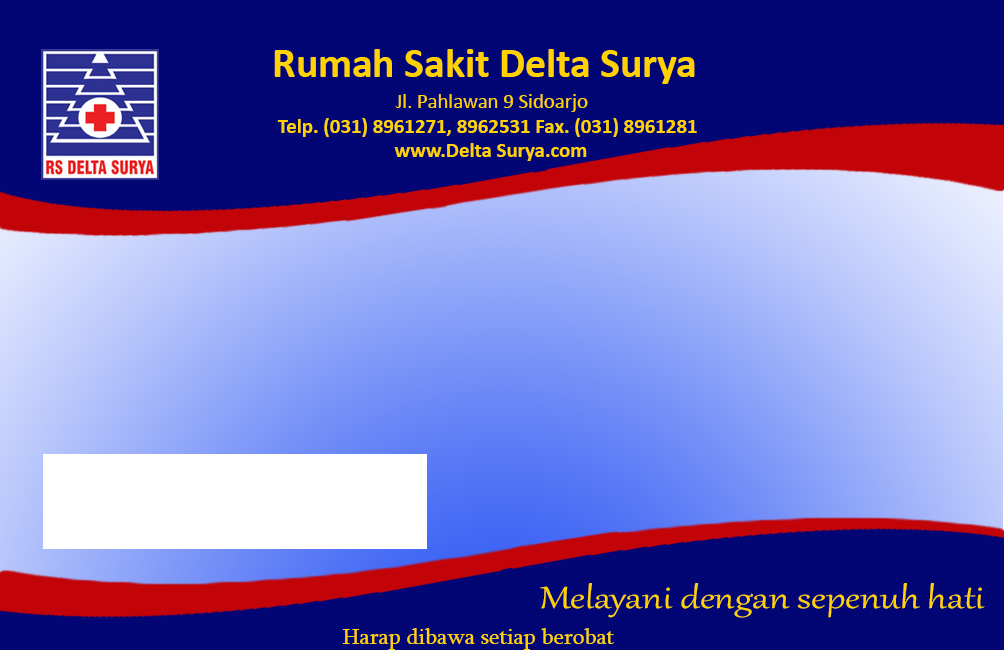 Rumah Sakit Delta Surya
Jl. Pahlawan 9 Sidoarjo
Telp. (031) 8961271, 8962531 Fax. (031) 8961281
www.Delta Surya.com
RS DELTA SURYA
Melayani dengan sepenuh hati
Harap dibawa setiap berobat